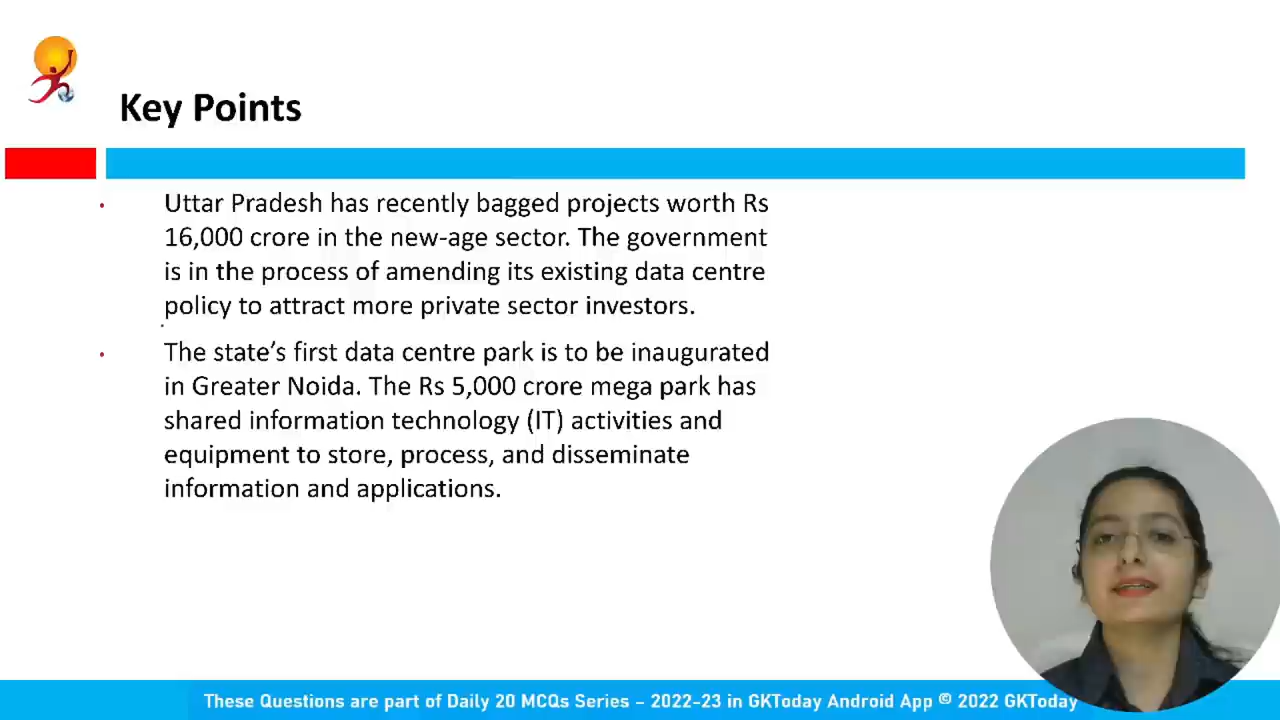 Key Points
• Uttar Pradesh has recently bagged projects worth Rs
16,000 crore in the new-age sector. The government
is in the process of amending its existing data centre
policy to attract more private sector investors.
• The state’s first data centre park is to be inaugurated
in Greater Noida. The Rs 5,000 crore mega park has
shared information technology (IT) activities and
equipment to store, process, and disseminate
information and applications.
These Questions are part of Daily 20 MCQs Series – 2022-23 in GKToday Android App © 2022 GKToday